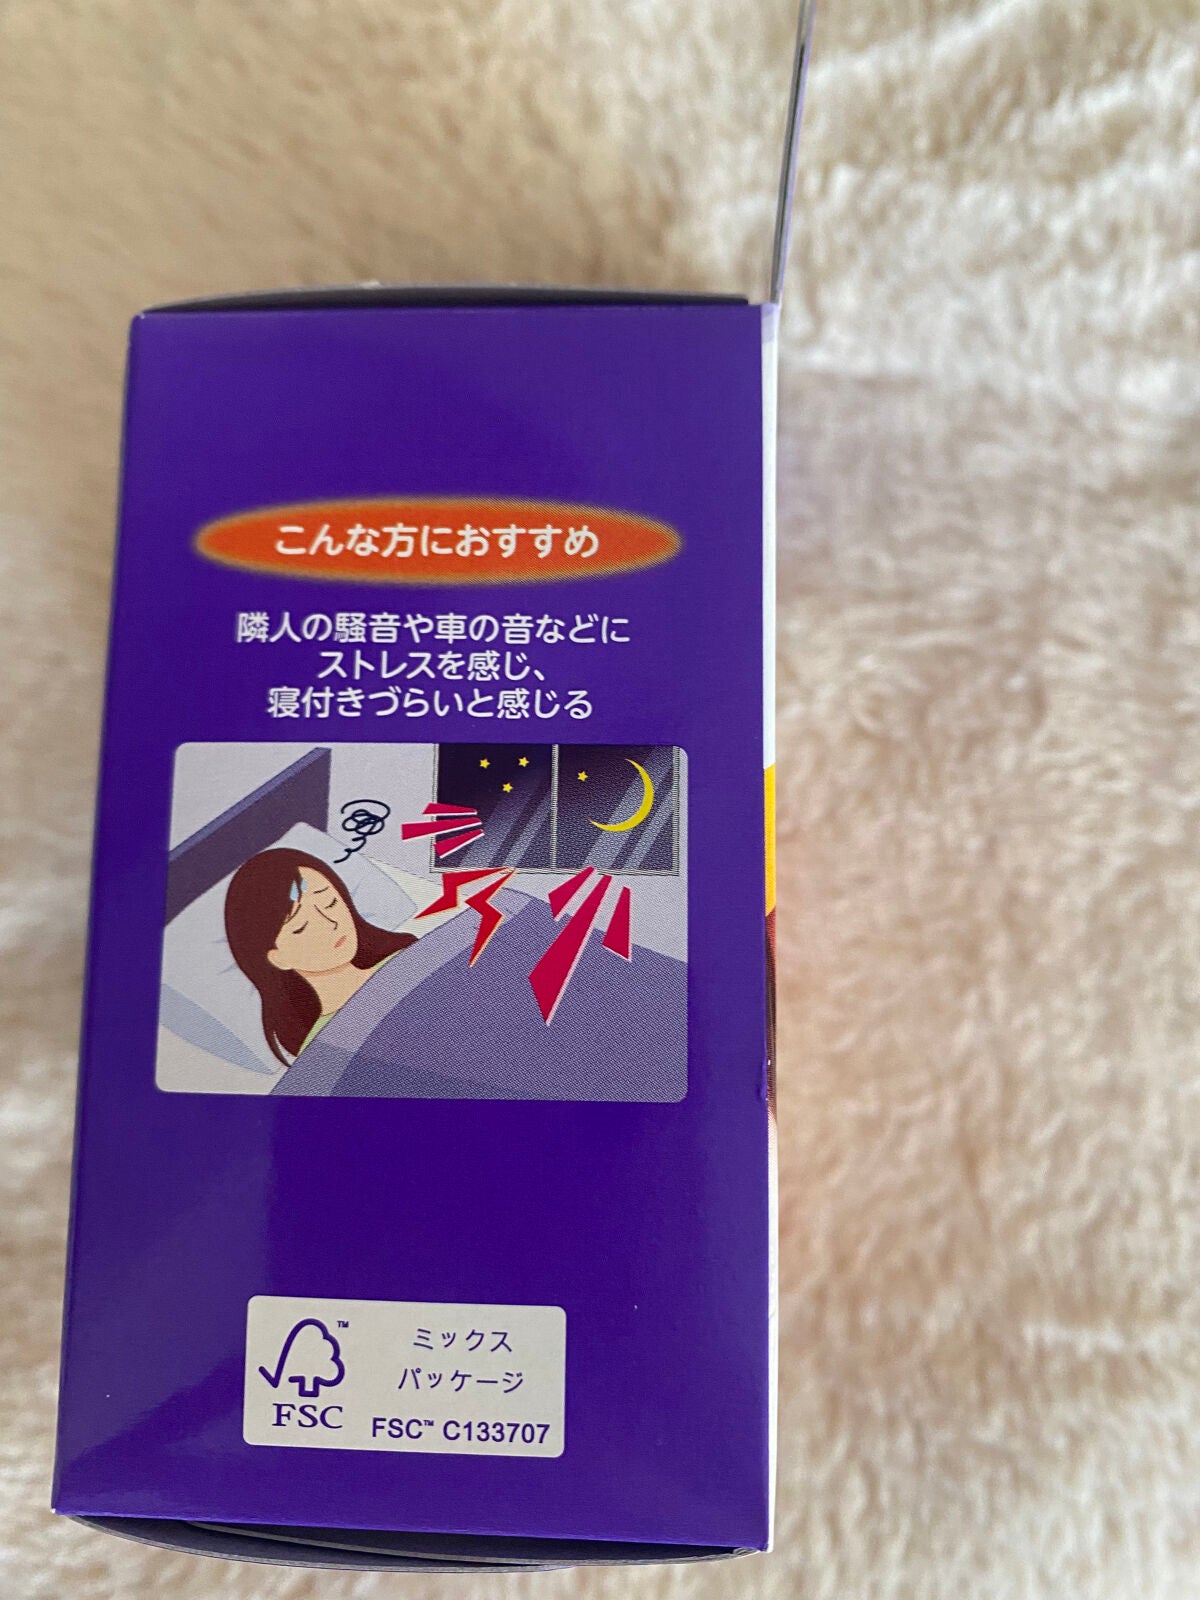 こんな方におすすめ
隣人の騒音や車の音などに
ストレスを感じ、
寝付きづらいと感じる
™
FSC
ミックス
パッケージ
FSC™ C133707